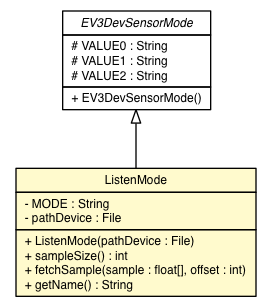 EV3DevSensorMode
# VALUE0 : String
# VALUE1 : String
# VALUE2 : String
+ EV3DevSensorMode()
ListenMode
- MODE : String
- pathDevice : File
+ ListenMode(pathDevice : File)
+ sampleSize() : int
+ fetchSample(sample : float[], offset : int)
+ getName() : String